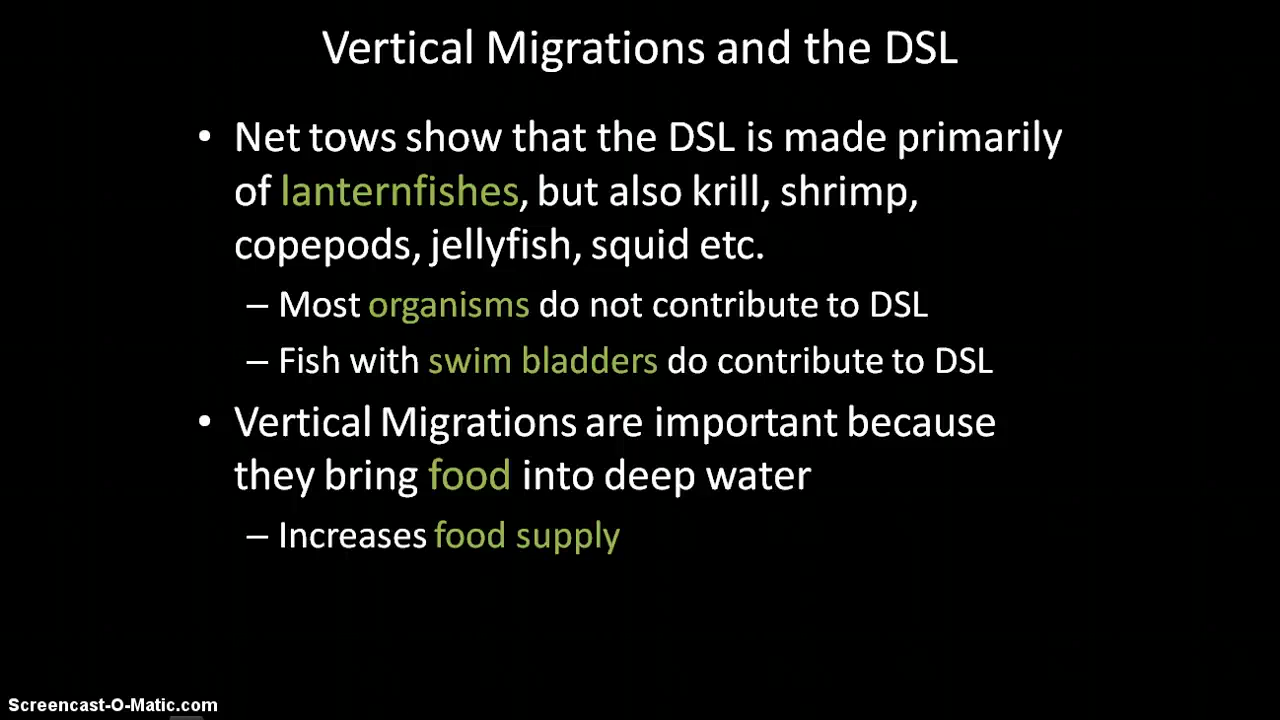 Vertical Migrations and the DSL
• Net tows show that the DSL is made primarily
of lanternfishes, but also krill, shrimp,
copepods, jellyfish, squid etc.
– Most organisms do not contribute to DSL
– Fish with swim bladders do contribute to DSL
• Vertical Migrations are important because
they bring food into deep water
– Increases food supply
Screencast-O-Matic.com